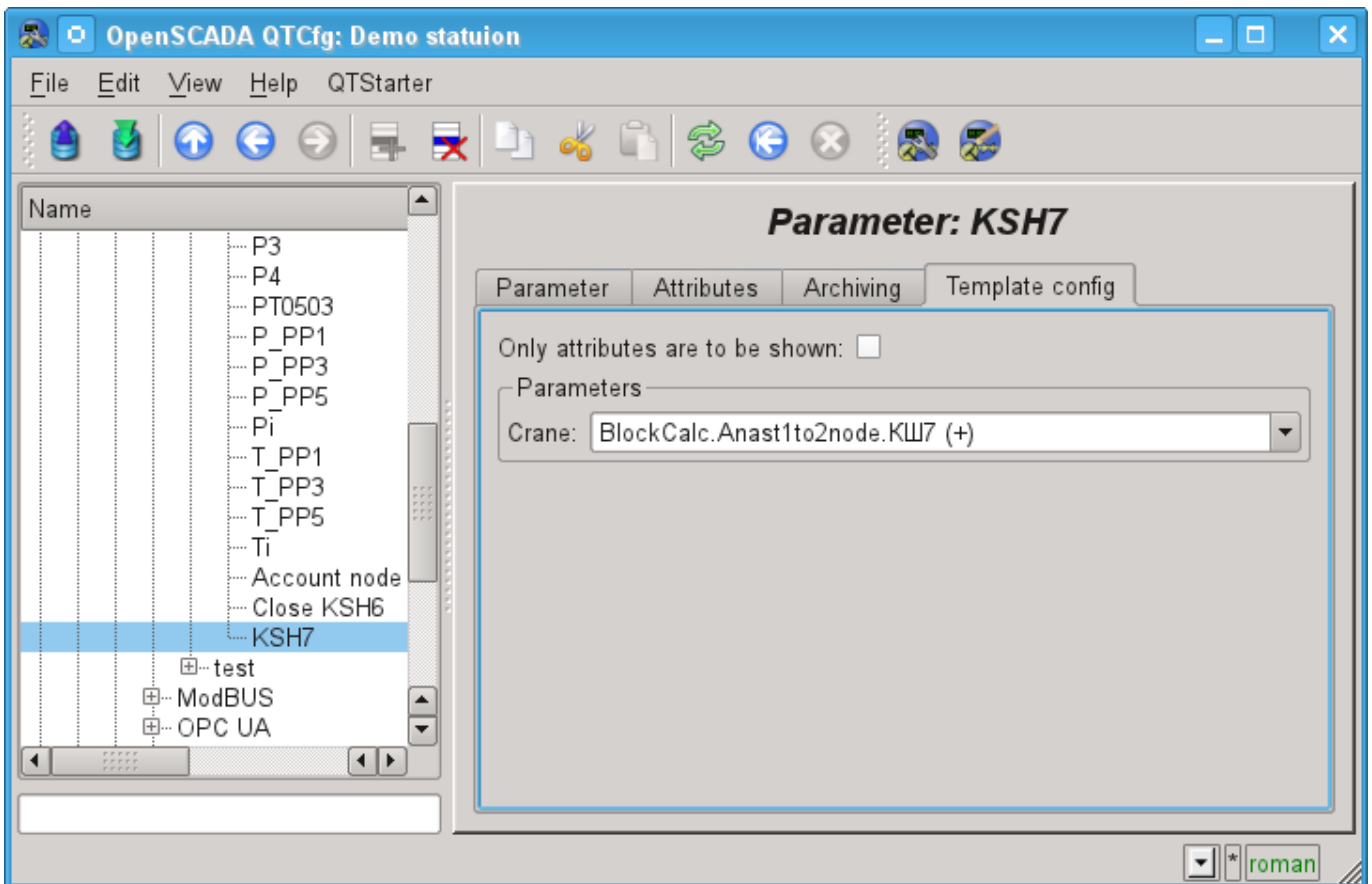 OpenSCADA QTCfg: Demo statuion
File Edit View Help QTStarter
Name
P3
P4
PT0503
P_PP1
P_PP3
P_PP5
Pi
T_PP1
T_PP3
T_PP5
Ti
Account node
Close KSH6
KSH7
test
ModBUS
OPC UA
Parameter: KSH7
Parameter Attributes Archiving Template config
Only attributes are to be shown:
Parameters
Crane: BlockCalc.Anast1to2node.КШ7 (+)
* roman